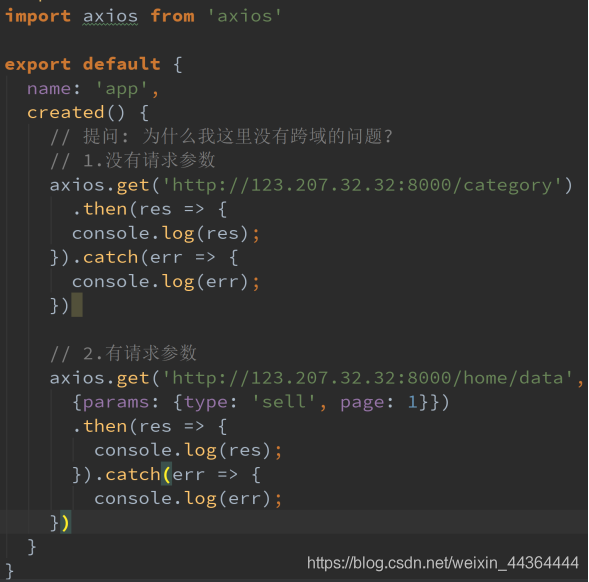 import axios from 'axios'
export default {
  name: 'app',
  created() {
    // 提问: 为什么我这里没有跨域的问题?
    // 1.没有请求参数
    axios.get('http://123.207.32.32:8000/category')
      .then(res => {
      console.log(res);
    }).catch(err => {
      console.log(err);
    })
    // 2.有请求参数
    axios.get('http://123.207.32.32:8000/home/data',
      {params: {type: 'sell', page: 1}})
      .then(res => {
        console.log(res);
      }).catch(err => {
        console.log(err);
    })
  }
}
https://blog.csdn.net/weixin_44364444